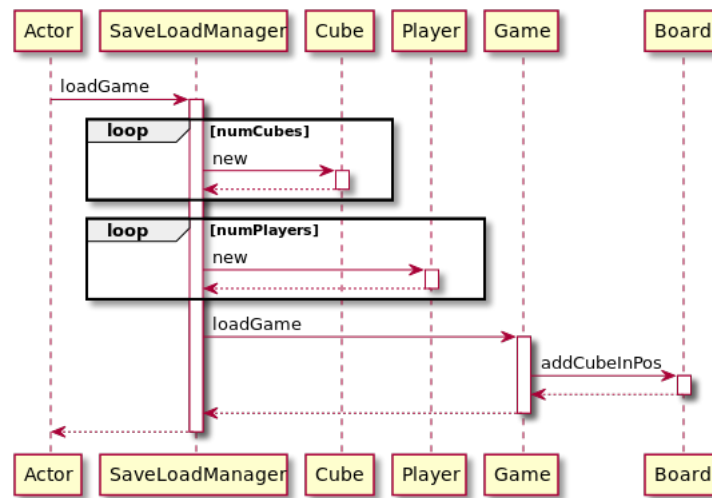 Actor SaveLoadManager Cube Player Game Board
loadGame
loop [numCubes]
new
loop [numPlayers]
new
loadGame
addCubeInPos
Actor SaveLoadManager Cube Player Game Board